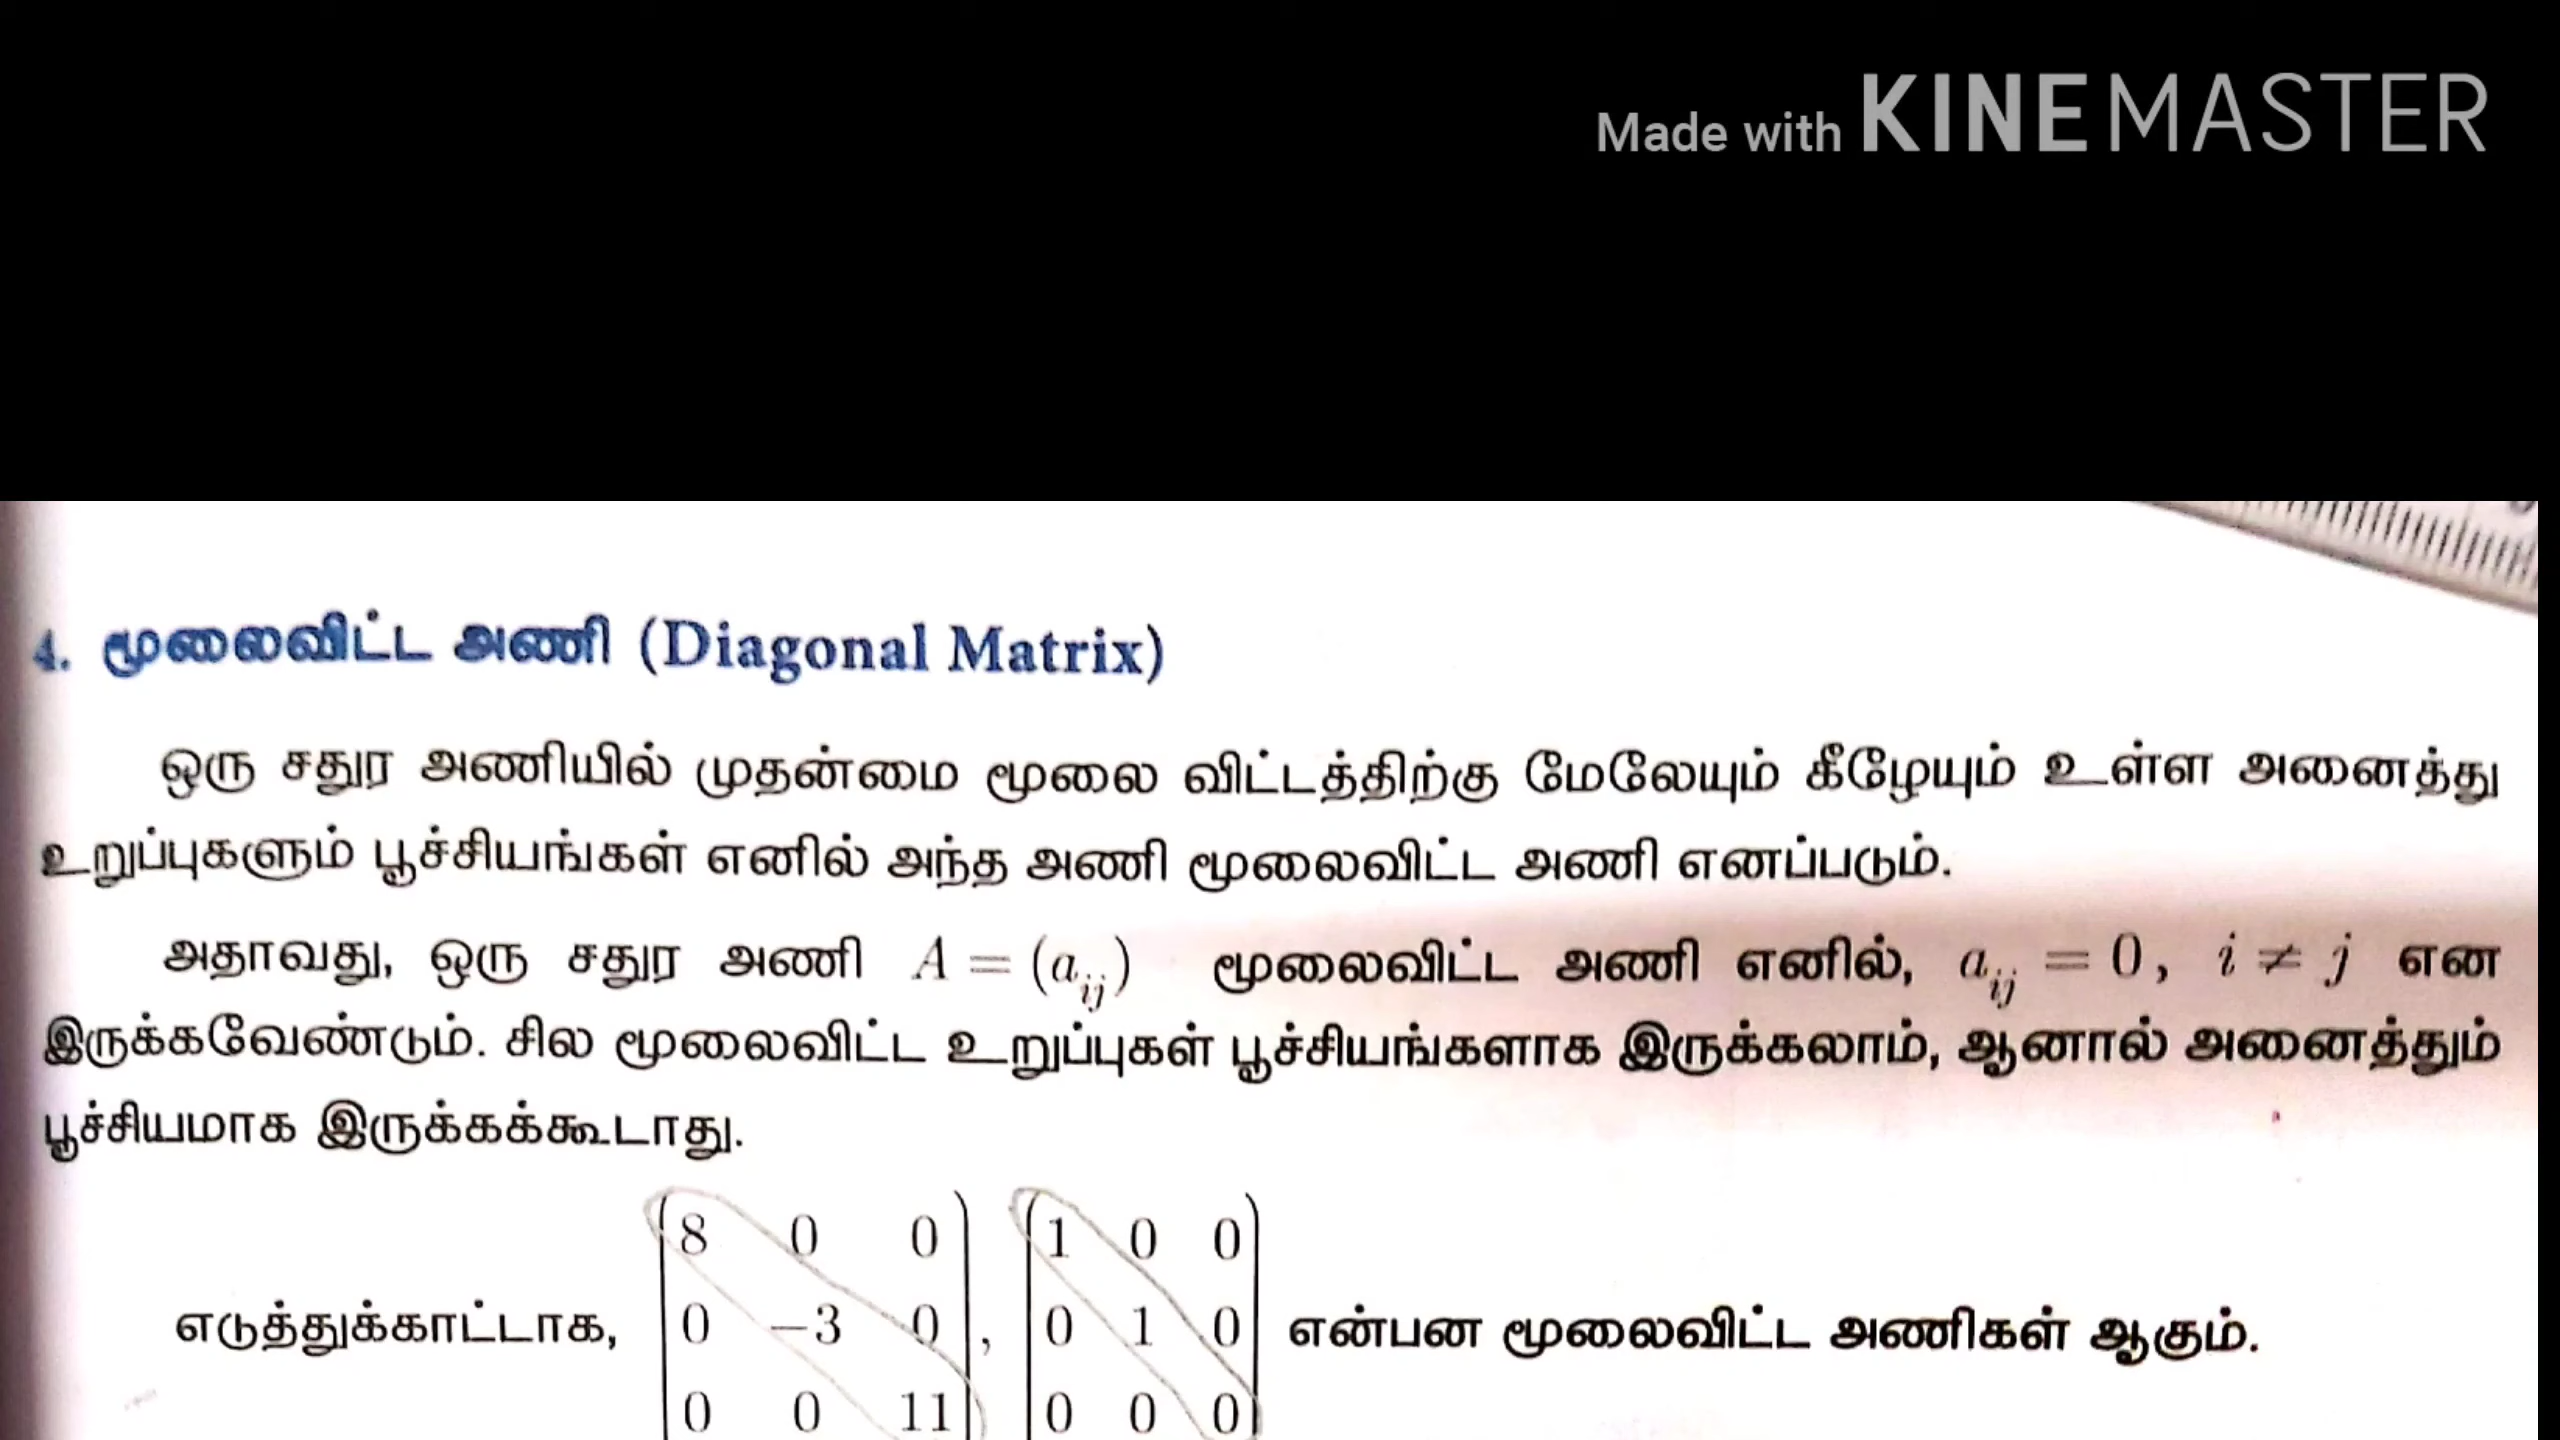 Made with KINEMASTER
4. மூலைவிட்ட அணி (Diagonal Matrix)
ஒரு சதுர அணியில் முதன்மை மூலை விட்டத்திற்கு மேலேயும் கீழேயும் உள்ள அனைத்து
உறுப்புகளும் பூச்சியங்கள் எனில் அந்த அணி மூலைவிட்ட அணி எனப்படும்.
அதாவது, ஒரு சதுர அணி A = (a_ij) மூலைவிட்ட அணி எனில், a_ij = 0, i ≠ j என
இருக்கவேண்டும். சில மூலைவிட்ட உறுப்புகள் பூச்சியங்களாக இருக்கலாம், ஆனால் அனைத்தும்
பூச்சியமாக இருக்கக்கூடாது.
8 0 0 1 0 0
எடுத்துக்காட்டாக, 0 −3 0 , 0 1 0 என்பன மூலைவிட்ட அணிகள் ஆகும்.
0 0 11 0 0 0